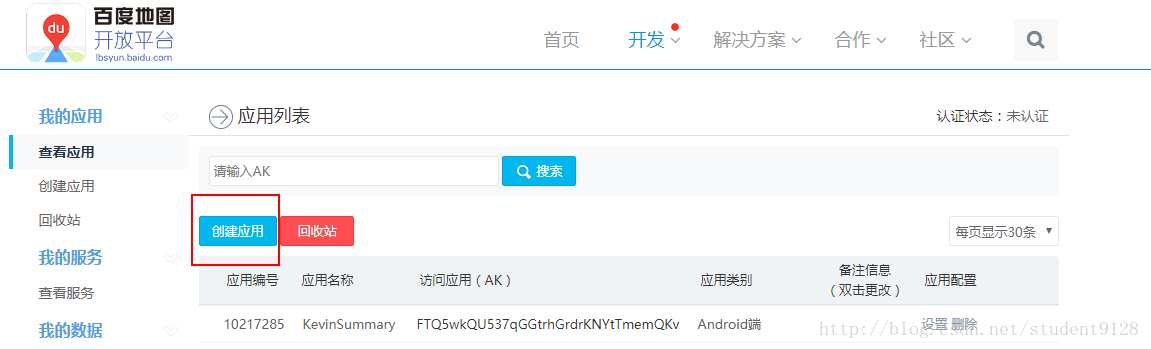 du 百度地图
开放平台
lbsyun.baidu.com
首页 开发 解决方案 合作 社区
我的应用
查看应用
创建应用
回收站
我的服务
查看服务
我的数据
应用列表 认证状态：未认证
请输入AK 搜索
创建应用 回收站 每页显示30条
应用编号 应用名称 访问应用（AK） 应用类别 备注信息（双击更改） 应用配置
10217285 KevinSummary FTQ5wkQU537qGGtrhGrdrKNYtTmemQKv Android端 设置 删除
http://blog.csdn.net/student9128